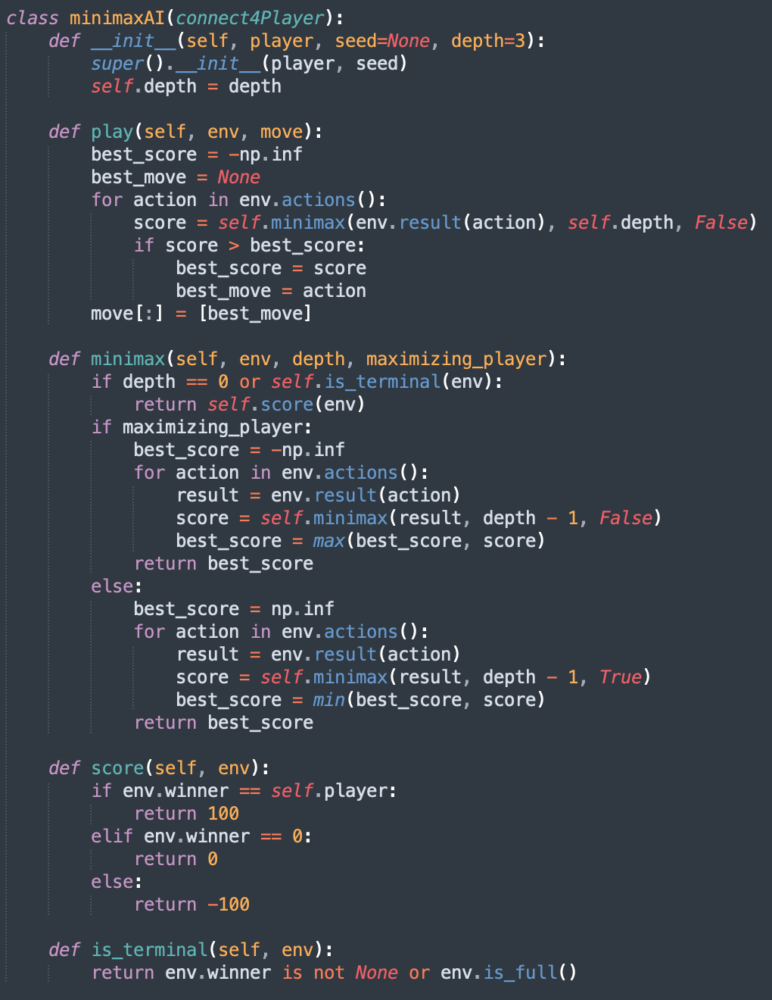 class minimaxAI(connect4Player):
    def __init__(self, player, seed=None, depth=3):
        super().__init__(player, seed)
        self.depth = depth

    def play(self, env, move):
        best_score = -np.inf
        best_move = None
        for action in env.actions():
            score = self.minimax(env.result(action), self.depth, False)
            if score > best_score:
                best_score = score
                best_move = action
        move[:] = [best_move]

    def minimax(self, env, depth, maximizing_player):
        if depth == 0 or self.is_terminal(env):
            return self.score(env)
        if maximizing_player:
            best_score = -np.inf
            for action in env.actions():
                result = env.result(action)
                score = self.minimax(result, depth - 1, False)
                best_score = max(best_score, score)
            return best_score
        else:
            best_score = np.inf
            for action in env.actions():
                result = env.result(action)
                score = self.minimax(result, depth - 1, True)
                best_score = min(best_score, score)
            return best_score

    def score(self, env):
        if env.winner == self.player:
            return 100
        elif env.winner == 0:
            return 0
        else:
            return -100

    def is_terminal(self, env):
        return env.winner is not None or env.is_full()